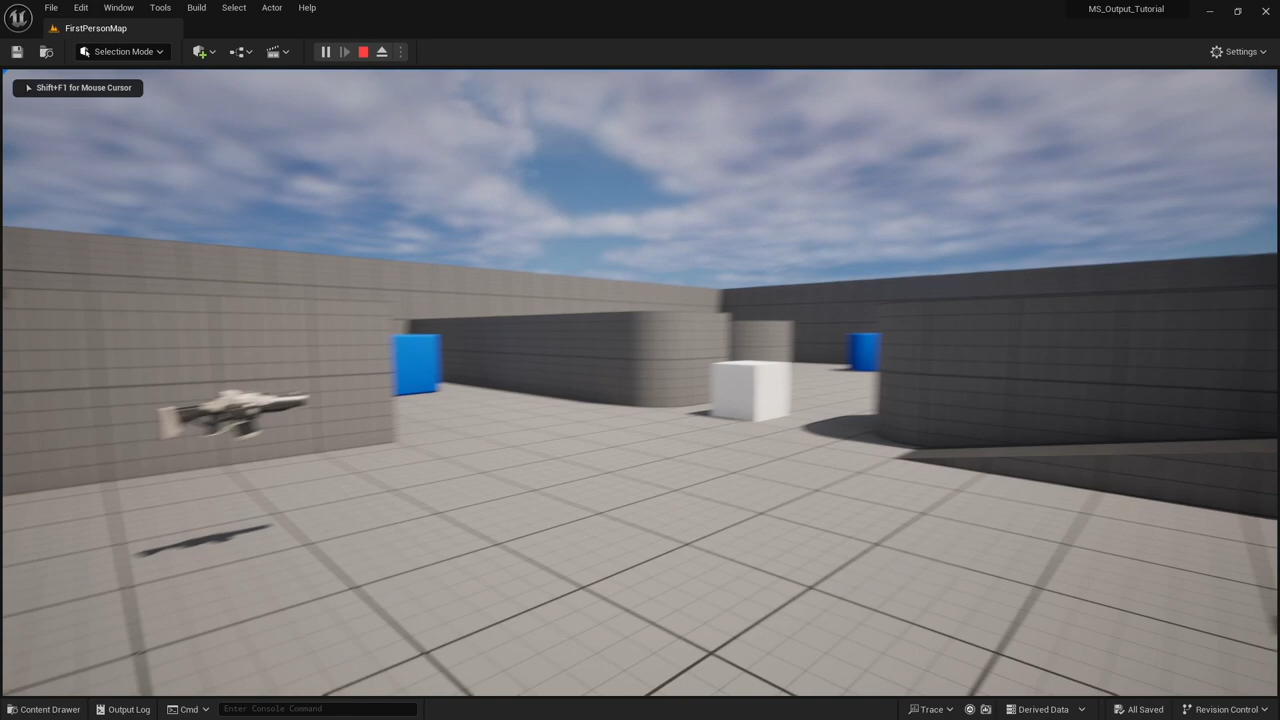 File Edit Window Tools Build Select Actor Help
MS_Output_Tutorial
FirstPersonMap
Selection Mode
Settings
Shift+F1 for Mouse Cursor
Content Drawer
Output Log
Cmd
Enter Console Command
Trace
Derived Data
All Saved
Revision Control